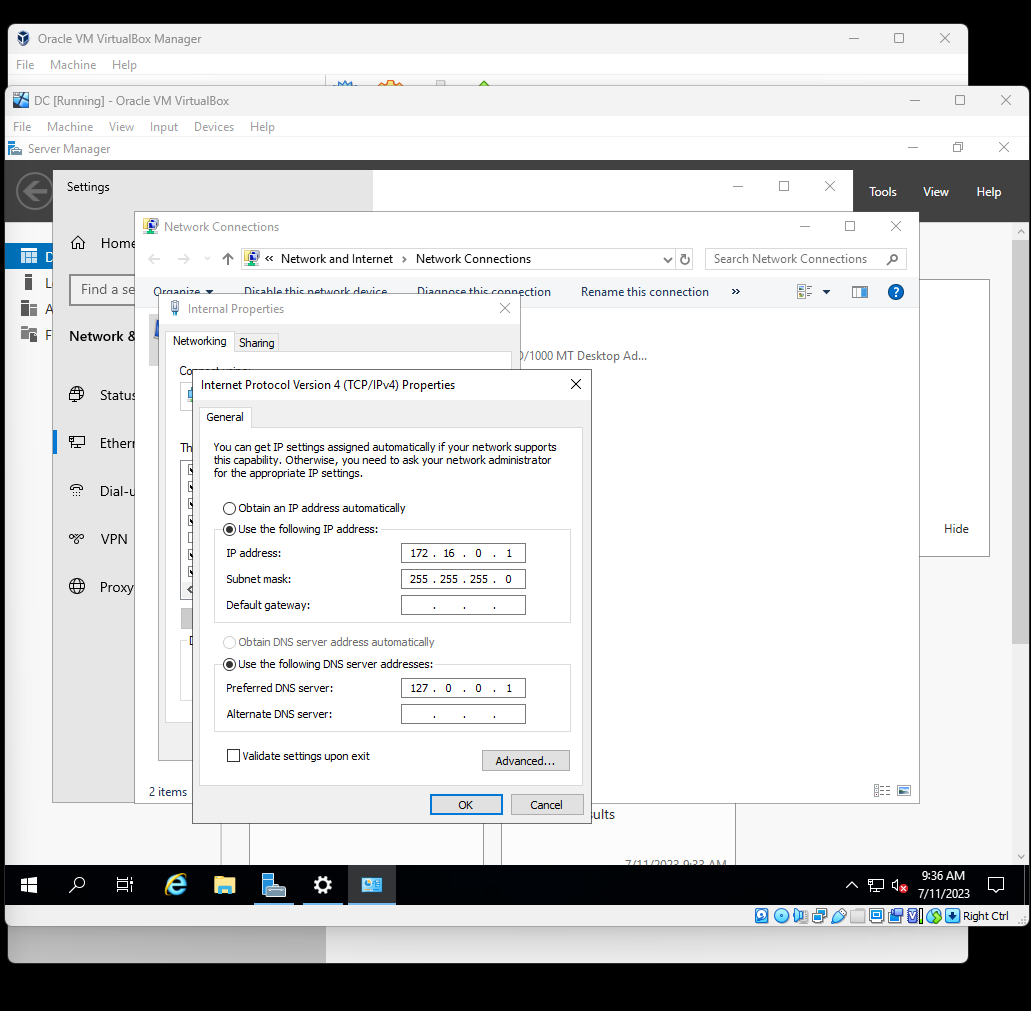 Oracle VM VirtualBox Manager
File Machine Help
DC [Running] - Oracle VM VirtualBox
File Machine View Input Devices Help
Server Manager
Settings
Tools View Help
Network Connections
Home
« Network and Internet > Network Connections
Search Network Connections
Find a se
Organize
Disable this network device
Diagnose this connection
Rename this connection
»
Internal Properties
Networking
Sharing
Network &
0/1000 MT Desktop Ad...
Internet Protocol Version 4 (TCP/IPv4) Properties
General
Status
Ethern
Dial-u
VPN
Proxy
You can get IP settings assigned automatically if your network supports
this capability. Otherwise, you need to ask your network administrator
for the appropriate IP settings.
Obtain an IP address automatically
Use the following IP address:
IP address: 172 . 16 . 0 . 1
Subnet mask: 255 . 255 . 255 . 0
Default gateway: . . .
Obtain DNS server address automatically
Use the following DNS server addresses:
Preferred DNS server: 127 . 0 . 0 . 1
Alternate DNS server: . . .
Validate settings upon exit
Advanced...
OK
Cancel
Hide
2 items
ults
7/11/2023 9:33 AM
9:36 AM
7/11/2023
Right Ctrl